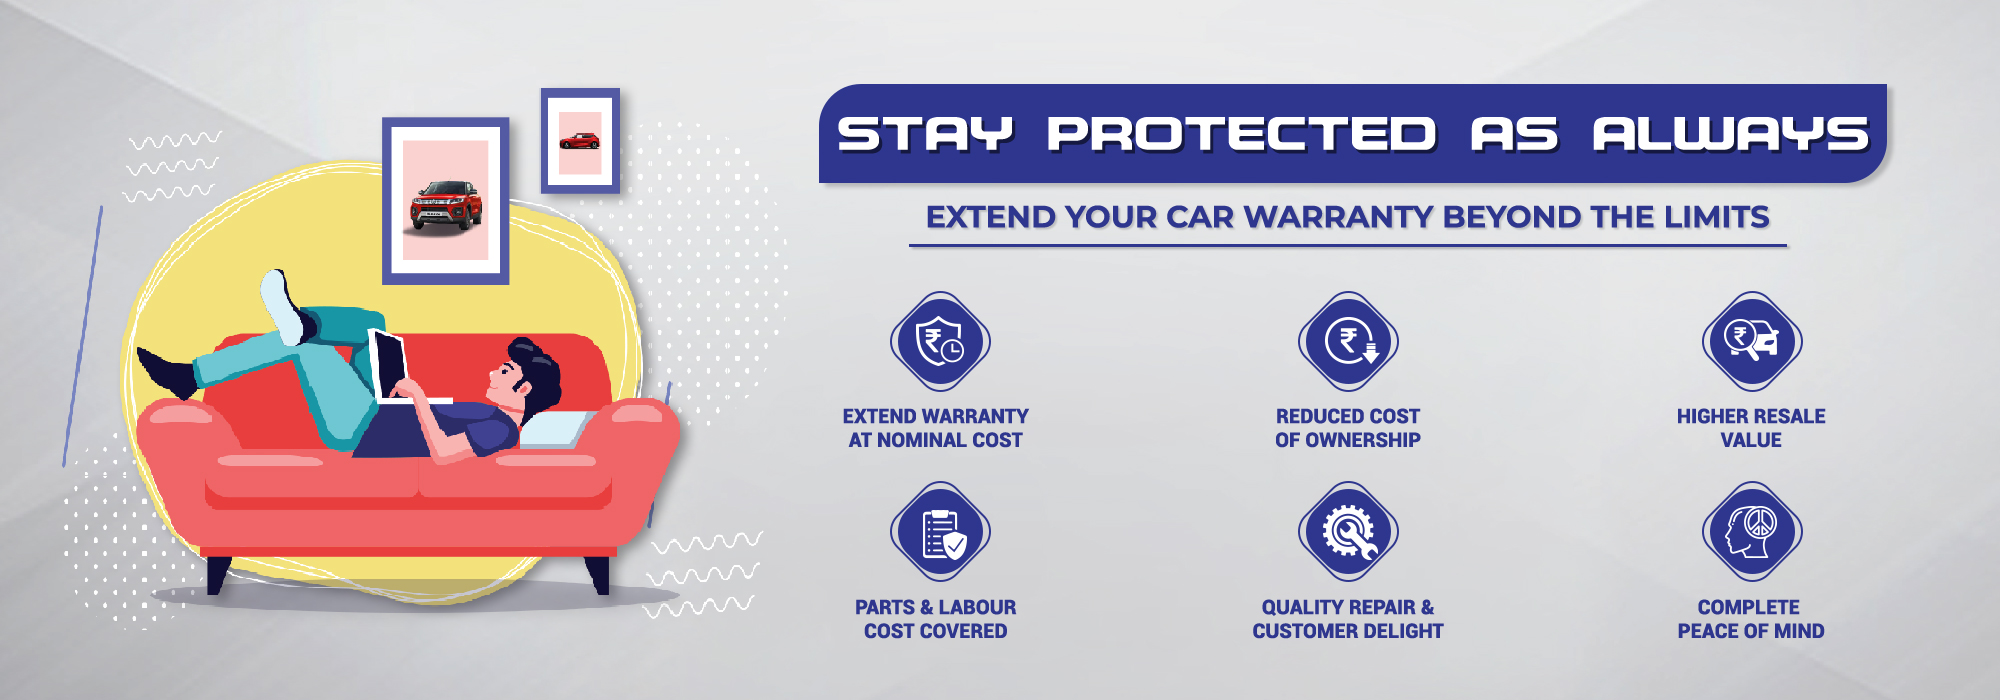 STAY PROTECTED AS ALWAYS
EXTEND YOUR CAR WARRANTY BEYOND THE LIMITS
EXTEND WARRANTY
AT NOMINAL COST
REDUCED COST
OF OWNERSHIP
HIGHER RESALE
VALUE
PARTS & LABOUR
COST COVERED
QUALITY REPAIR &
CUSTOMER DELIGHT
COMPLETE
PEACE OF MIND